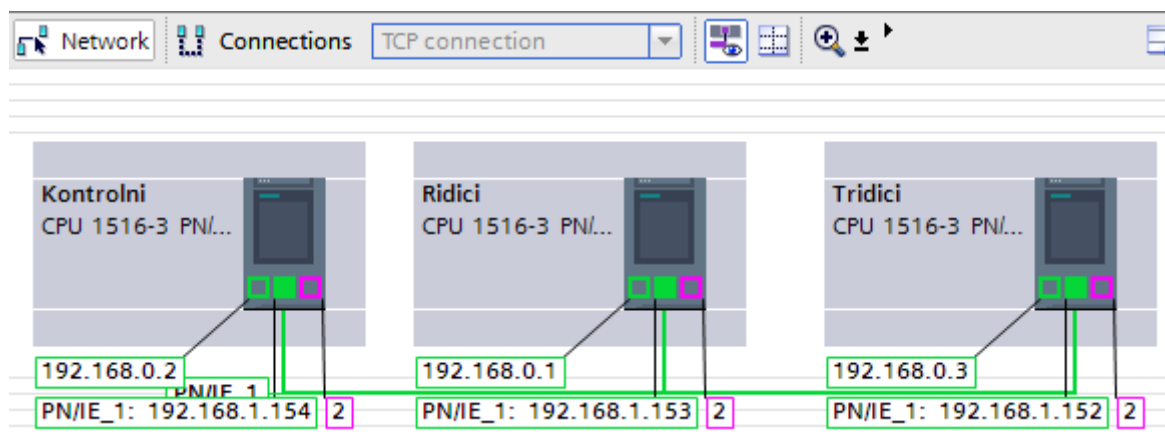 Network Connections TCP connection
Kontrolni
CPU 1516-3 PN/...
Ridici
CPU 1516-3 PN/...
Tridici
CPU 1516-3 PN/...
192.168.0.2
192.168.0.1
192.168.0.3
PN/IE_1
PN/IE_1: 192.168.1.154 2
PN/IE_1: 192.168.1.153 2
PN/IE_1: 192.168.1.152 2